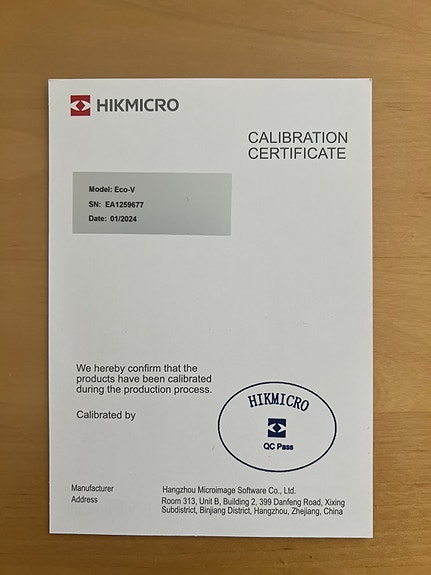 HIKMICRO
CALIBRATION
CERTIFICATE
Model: Eco-V
SN: EA1259677
Date: 01/2024
We hereby confirm that the
products have been calibrated
during the production process.
Calibrated by
HIKMICRO
QC Pass
Manufacturer Hangzhou Microimage Software Co., Ltd.
Address Room 313, Unit B, Building 2, 399 Danfeng Road, Xixing
Subdistrict, Binjiang District, Hangzhou, Zhejiang, China